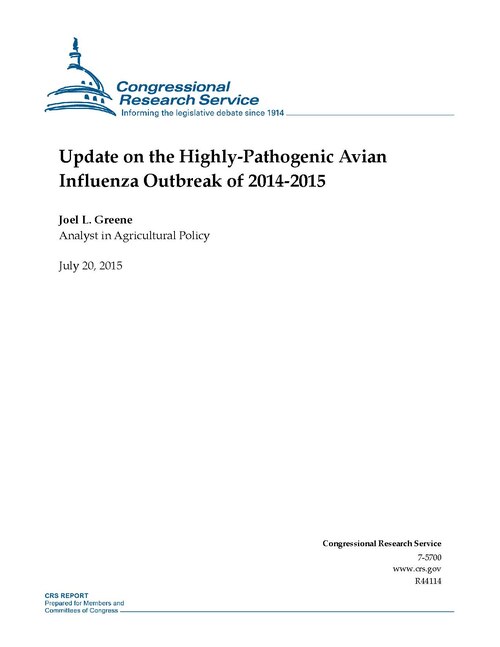 Congressional
Research Service
Informing the legislative debate since 1914
Update on the Highly-Pathogenic Avian
Influenza Outbreak of 2014-2015
Joel L. Greene
Analyst in Agricultural Policy
July 20, 2015
Congressional Research Service
7-5700
www.crs.gov
R44114
CRS REPORT
Prepared for Members and
Committees of Congress